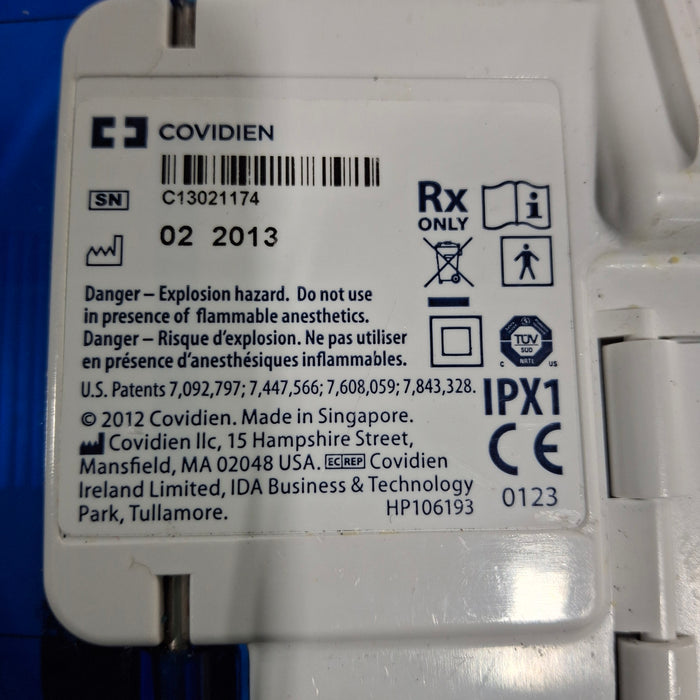 COVIDIEN
SN C13021174
02 2013
Rx
ONLY
Danger – Explosion hazard. Do not use
in presence of flammable anesthetics.
Danger – Risque d'explosion. Ne pas utiliser
en présence d'anesthésiques inflammables.
TÜV
SUD
NRTL
C US
U.S. Patents 7,092,797; 7,447,566; 7,608,059; 7,843,328.
IPX1
© 2012 Covidien. Made in Singapore.
Covidien llc, 15 Hampshire Street,
Mansfield, MA 02048 USA. EC REP Covidien
Ireland Limited, IDA Business & Technology
Park, Tullamore.
HP106193
CE
0123